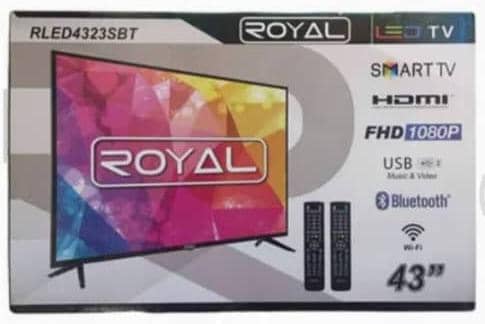 RLED4323SBT
ROYAL
LED TV
SMART TV
HDMI
FHD 1080P
USB
Music & Video
Bluetooth®
Wi-Fi
43”
ROYAL